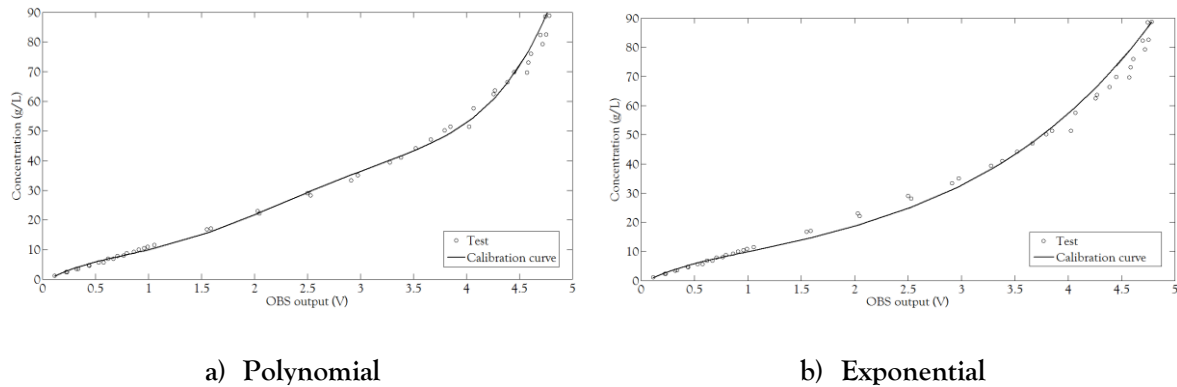 90
80
70
60
50
40
30
20
10
0
Concentration (g/L)
0 0.5 1 1.5 2 2.5 3 3.5 4 4.5 5
OBS output (V)
Test
Calibration curve
a) Polynomial
90
80
70
60
50
40
30
20
10
0
Concentration (g/L)
0 0.5 1 1.5 2 2.5 3 3.5 4 4.5 5
OBS output (V)
Test
Calibration curve
b) Exponential